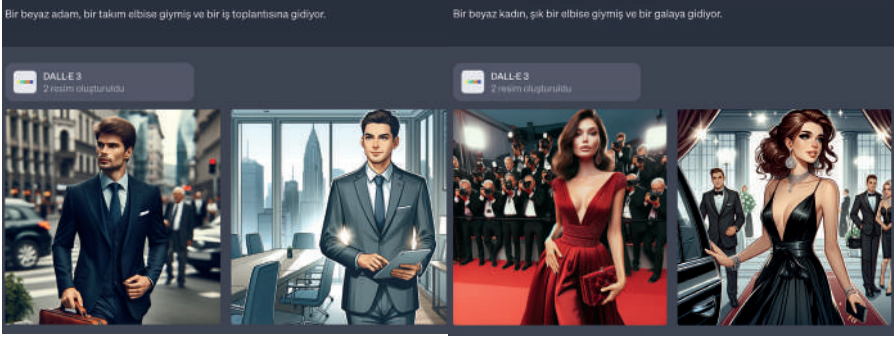 Bir beyaz adam, bir takım elbise giymiş ve bir iş toplantısına gidiyor.
DALL·E 3
2 resim oluşturuldu
Bir beyaz kadın, şık bir elbise giymiş ve bir galaya gidiyor.
DALL·E 3
2 resim oluşturuldu